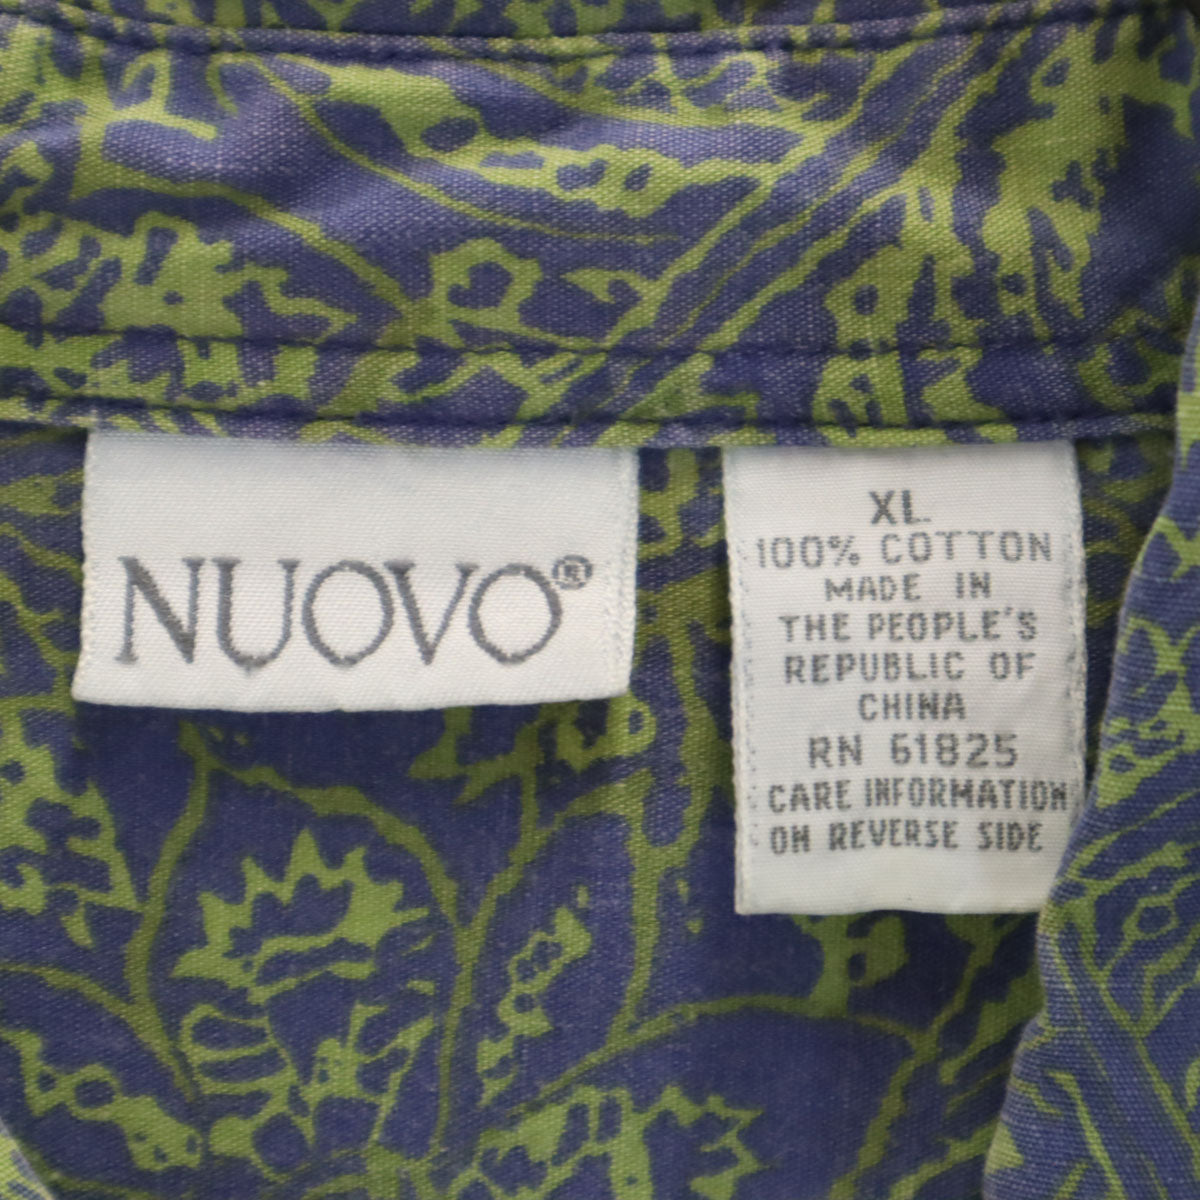 NUOVO®
XL
100% COTTON
MADE IN
THE PEOPLE'S
REPUBLIC OF
CHINA
RN 61825
CARE INFORMATION
ON REVERSE SIDE